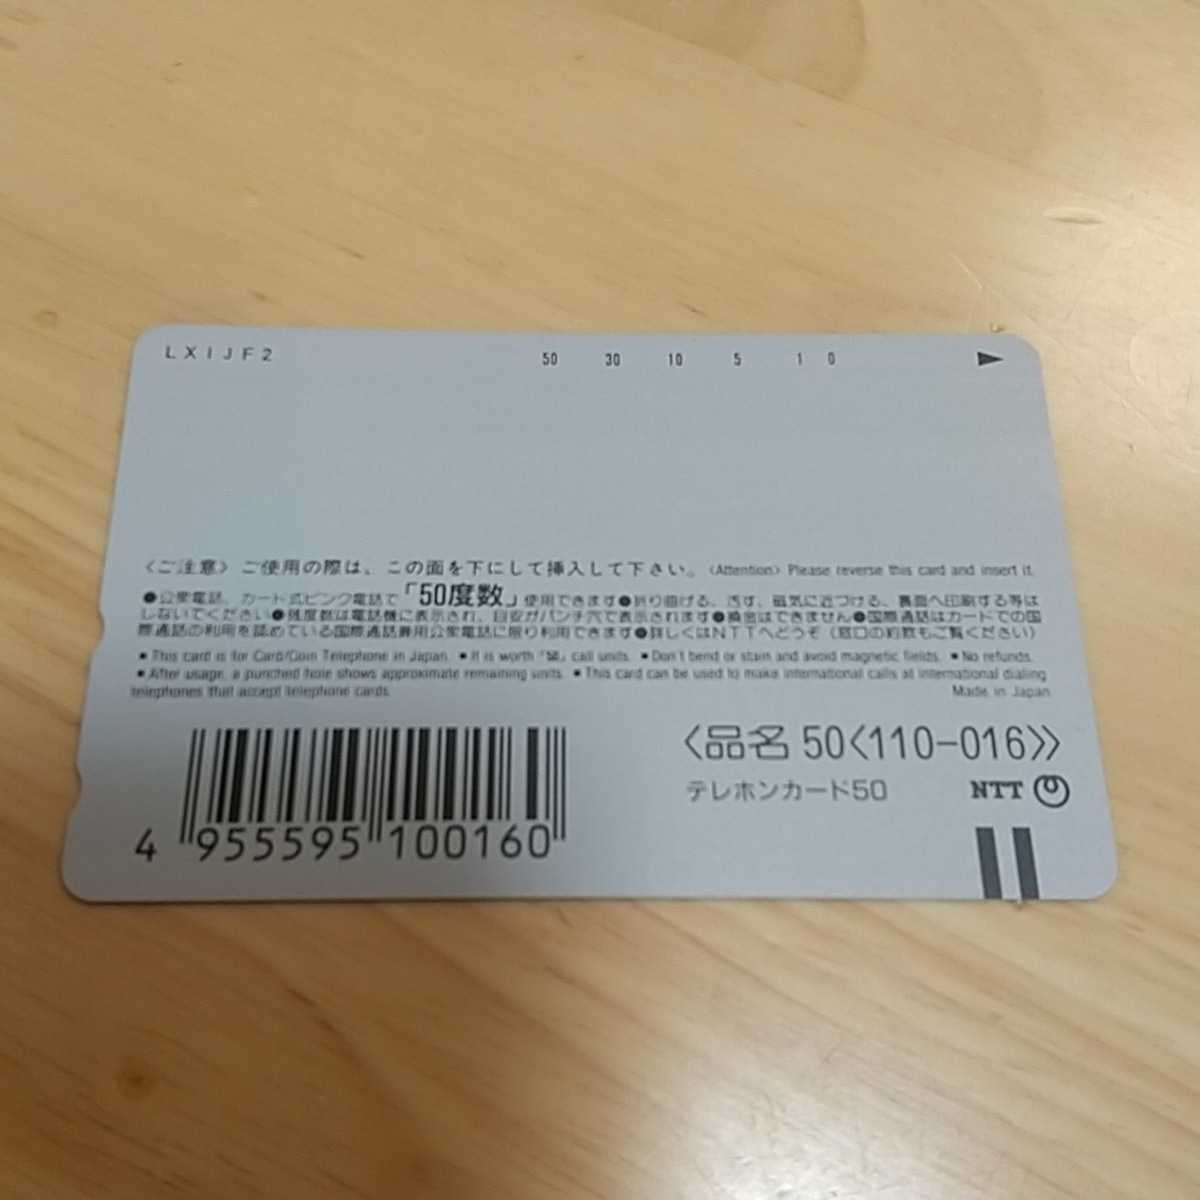 LXIJF2 50 30 10 5 1 0
〈ご注意〉ご使用の際は、この面を下にして挿入して下さい。〈Attention〉 Please reverse this card and insert it.
●公衆電話、カード式ピンク電話で「50度数」使用できます●折り曲げる、汚す、磁気に近づける、裏面へ印刷する等は
しないでください●残度数は電話機に表示され、目安がパンチ穴で表示されます●換金はできません●国際通話はカードでの国
際通話の利用を認めている国際通話兼用公衆電話に限り利用できます●詳しくはNTTへどうぞ（窓口の約款もご覧ください）
● This card is for Card/Coin Telephone in Japan. ● It is worth「50」call units. ● Don't bend or stain and avoid magnetic fields. ● No refunds.
● After usage, a punched hole shows approximate remaining units. ● This card can be used to make international calls at international dialing
telephones that accept telephone cards. Made in Japan
〈品名 50〈110-016〉〉
テレホンカード50 NTT
4 955595 100160